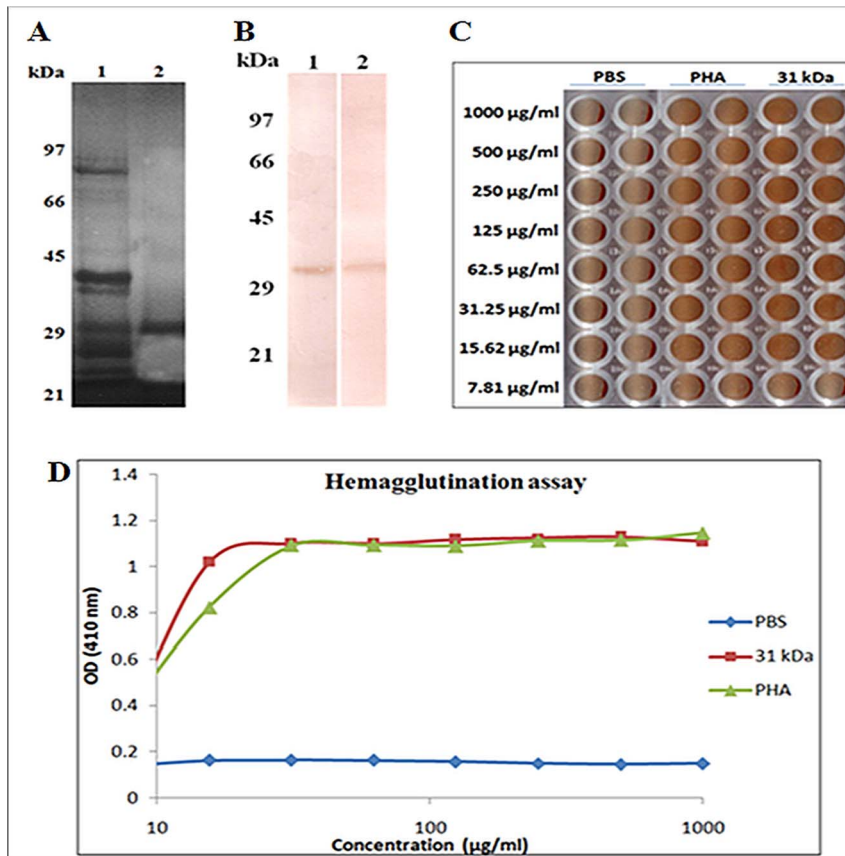 A
kDa
1 2
97
66
45
29
21
B
kDa
1 2
97
66
45
29
21
C
PBS PHA 31 kDa
1000 µg/ml
500 µg/ml
250 µg/ml
125 µg/ml
62.5 µg/ml
31.25 µg/ml
15.62 µg/ml
7.81 µg/ml
D
Hemagglutination assay
OD (410 nm)
1.4
1.2
1
0.8
0.6
0.4
0.2
0
10 100 1000
Concentration (µg/ml)
PBS
31 kDa
PHA